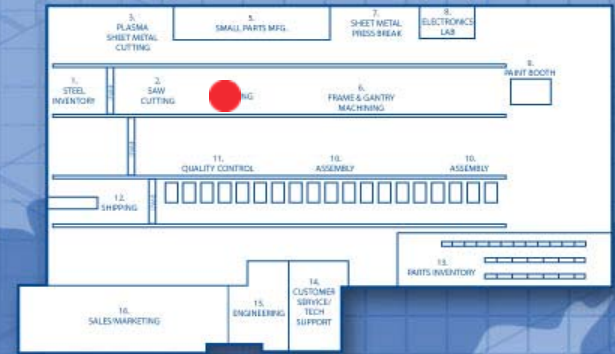 3.
PLASMA
SHEET METAL
CUTTING
5.
SMALL PARTS MFG.
7.
SHEET METAL
PRESS BREAK
8.
ELECTRONICS
LAB
1.
STEEL
INVENTORY
2.
SAW
CUTTING
NG
6.
FRAME & GANTRY
MACHINING
9.
PAINT BOOTH
11.
QUALITY CONTROL
10.
ASSEMBLY
10.
ASSEMBLY
12.
SHIPPING
13.
PARTS INVENTORY
14.
CUSTOMER
SERVICE/
TECH
SUPPORT
15.
ENGINEERING
16.
SALES/MARKETING